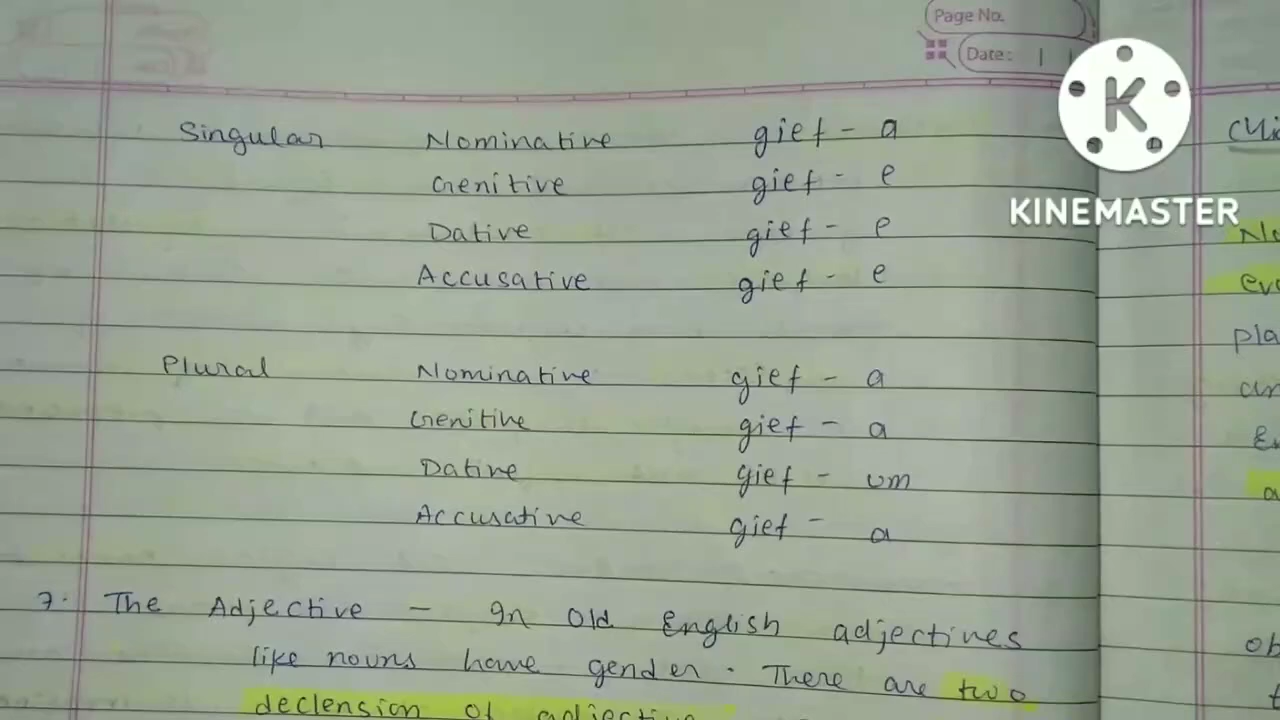 Page No.
Date:
Singular Nominative gief - a
Genitive gief - e
Dative gief - e
Accusative gief - e
KINEMASTER
Plural Nominative gief - a
Genitive gief - a
Dative gief - um
Accusative gief - a
7. The Adjective - In Old English adjectives
like nouns have gender. There are two
declension of adjective